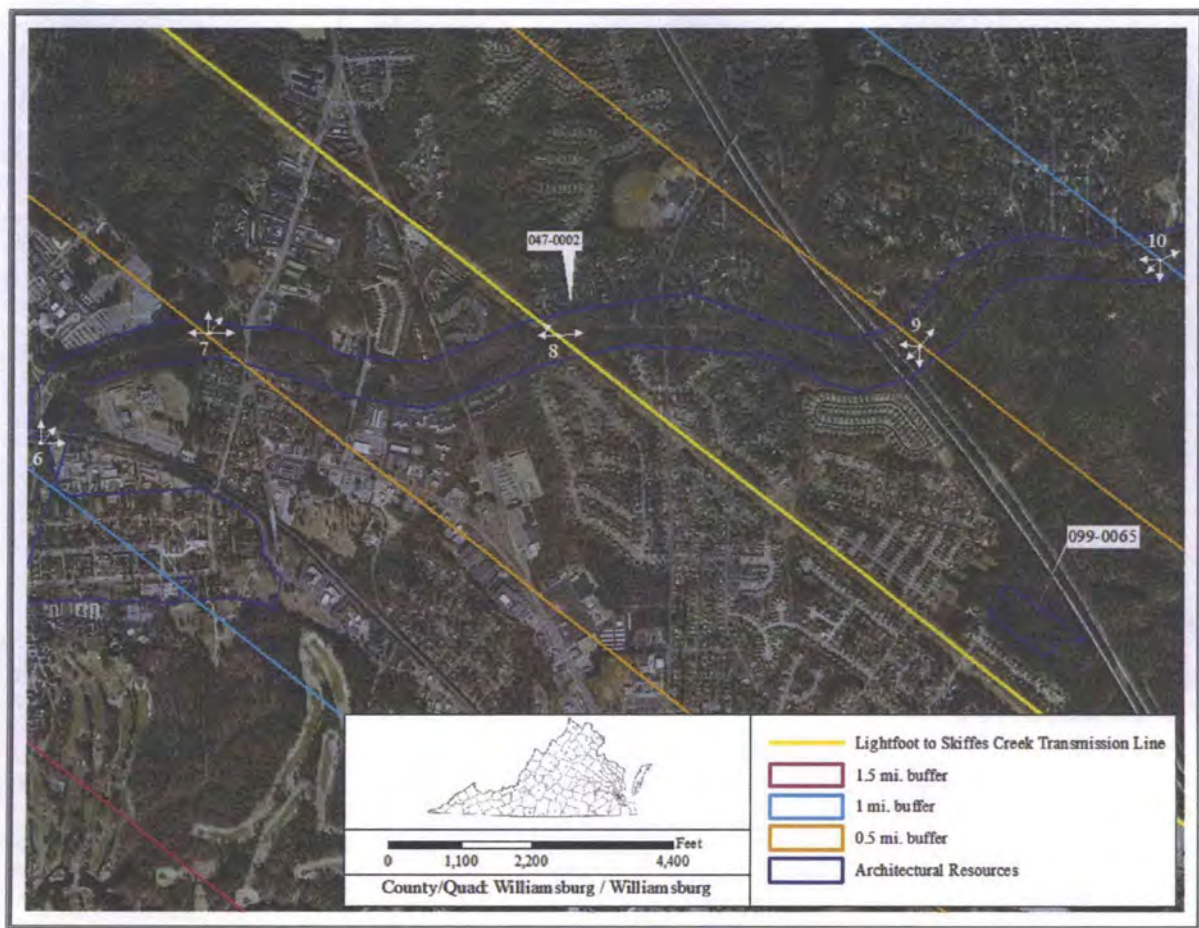 10
047-0002
7
8
9
6
099-0065
Lightfoot to Skiffes Creek Transmission Line
1.5 mi. buffer
1 mi. buffer
0.5 mi. buffer
Architectural Resources
Feet
0 1,100 2,200 4,400
County/Quad: Williamsburg / Williamsburg